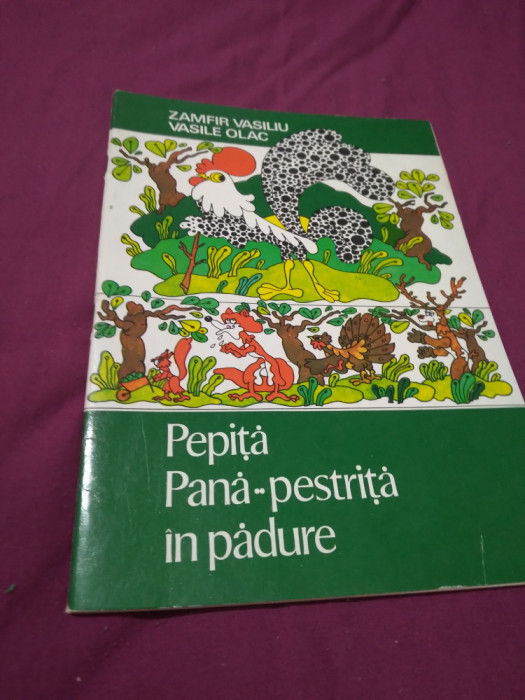 ZAMFIR VASILIU
VASILE OLAC
Pepiță
Pană-pestriță
în pădure